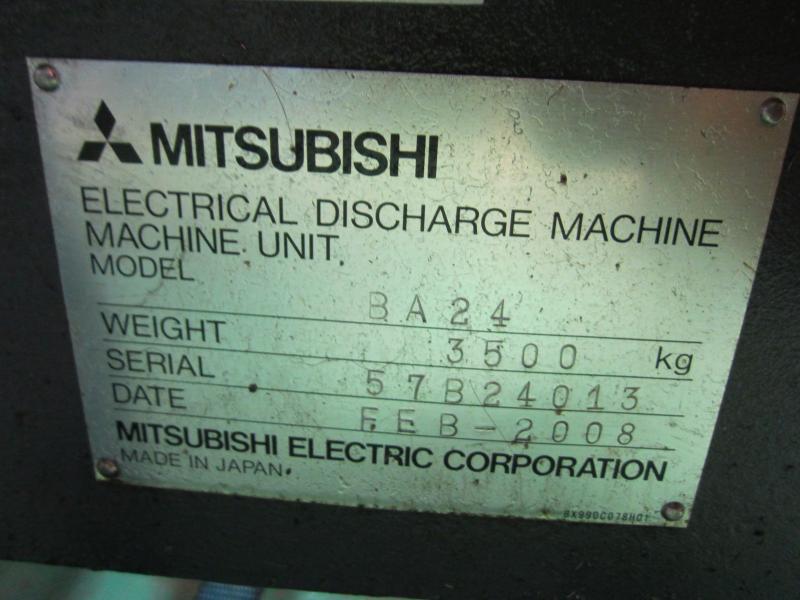 MITSUBISHI
ELECTRICAL DISCHARGE MACHINE
MACHINE UNIT
MODEL BA24
WEIGHT 3500 kg
SERIAL 57B24013
DATE FEB-2008
MITSUBISHI ELECTRIC CORPORATION
MADE IN JAPAN
BX990C078H01